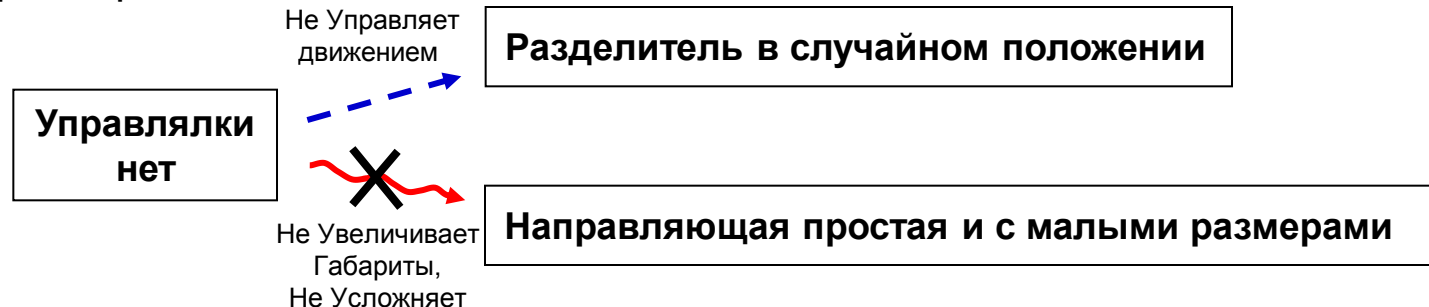 Не Управляет
движением
Разделитель в случайном положении
Управлялки
нет
Не Увеличивает
Габариты,
Не Усложняет
Направляющая простая и с малыми размерами